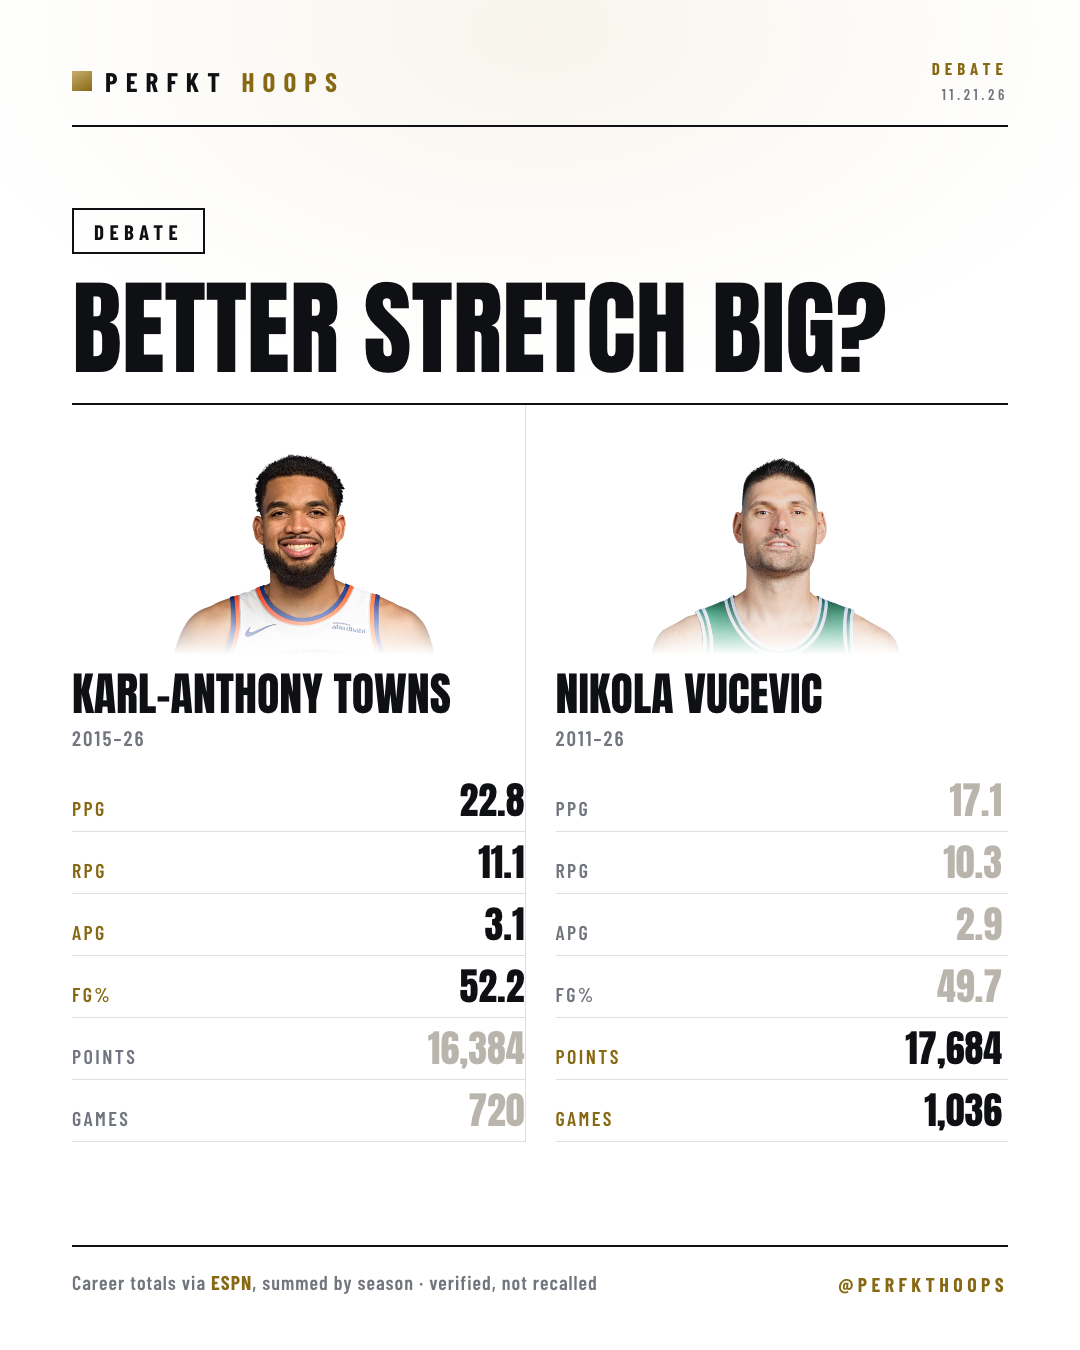 PERFKT HOOPS
DEBATE
11.21.26
DEBATE
BETTER STRETCH BIG?
abu dhabi
KARL-ANTHONY TOWNS
2015–26
PPG 22.8
RPG 11.1
APG 3.1
FG% 52.2
POINTS 16,384
GAMES 720
NIKOLA VUCEVIC
2011–26
PPG 17.1
RPG 10.3
APG 2.9
FG% 49.7
POINTS 17,684
GAMES 1,036
Career totals via ESPN, summed by season · verified, not recalled
@PERFKTHOOPS